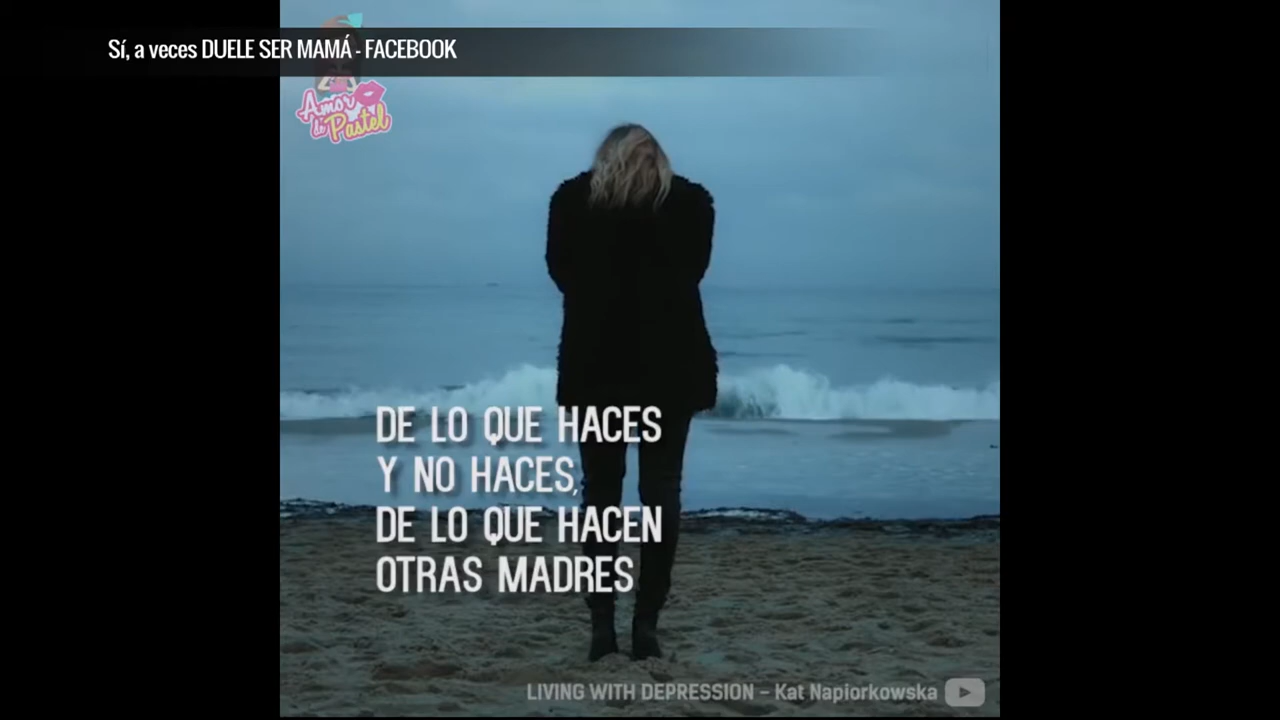 Sí, a veces DUELE SER MAMÁ - FACEBOOK
Amor
de Pastel
DE LO QUE HACES
Y NO HACES,
DE LO QUE HACEN
OTRAS MADRES
LIVING WITH DEPRESSION – Kat Napiorkowska